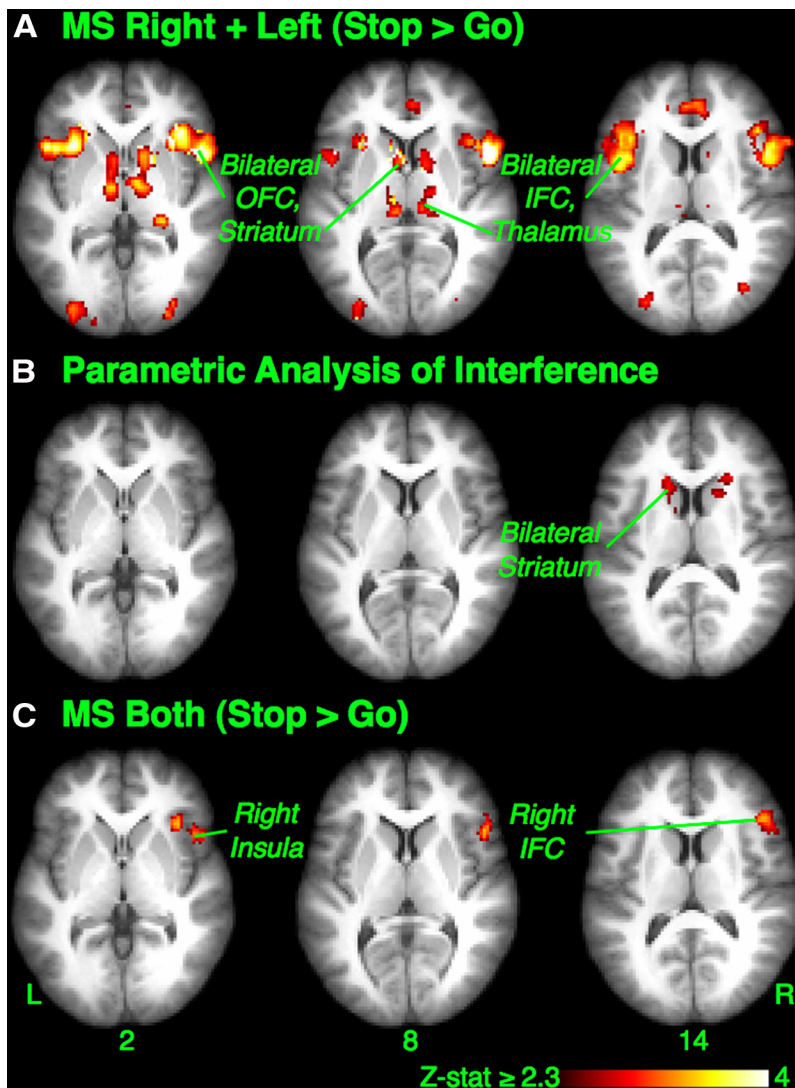 A MS Right + Left (Stop > Go)
Bilateral
OFC,
Striatum
Bilateral
IFC,
Thalamus
B Parametric Analysis of Interference
Bilateral
Striatum
C MS Both (Stop > Go)
Right
Insula
Right
IFC
L R
2 8 14
Z-stat ≥ 2.3 4